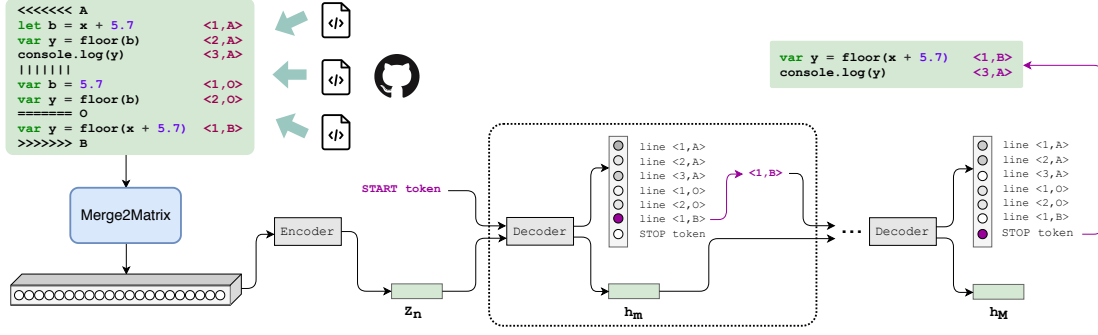 <<<<<<< A
let b = x + 5.7 <1,A>
var y = floor(b) <2,A>
console.log(y) <3,A>
|||||||
var b = 5.7 <1,O>
var y = floor(b) <2,O>
======= O
var y = floor(x + 5.7) <1,B>
>>>>>>> B
</>
</>
</>
Merge2Matrix
Encoder
Zn
START token
Decoder
line <1,A>
line <2,A>
line <3,A>
line <1,O>
line <2,O>
line <1,B>
STOP token
<1,B>
hm
...
Decoder
line <1,A>
line <2,A>
line <3,A>
line <1,O>
line <2,O>
line <1,B>
STOP token
hM
var y = floor(x + 5.7) <1,B>
console.log(y) <3,A>